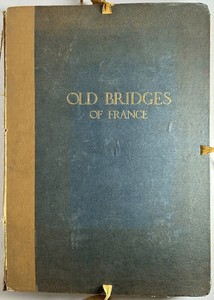 OLD BRIDGES
OF FRANCE